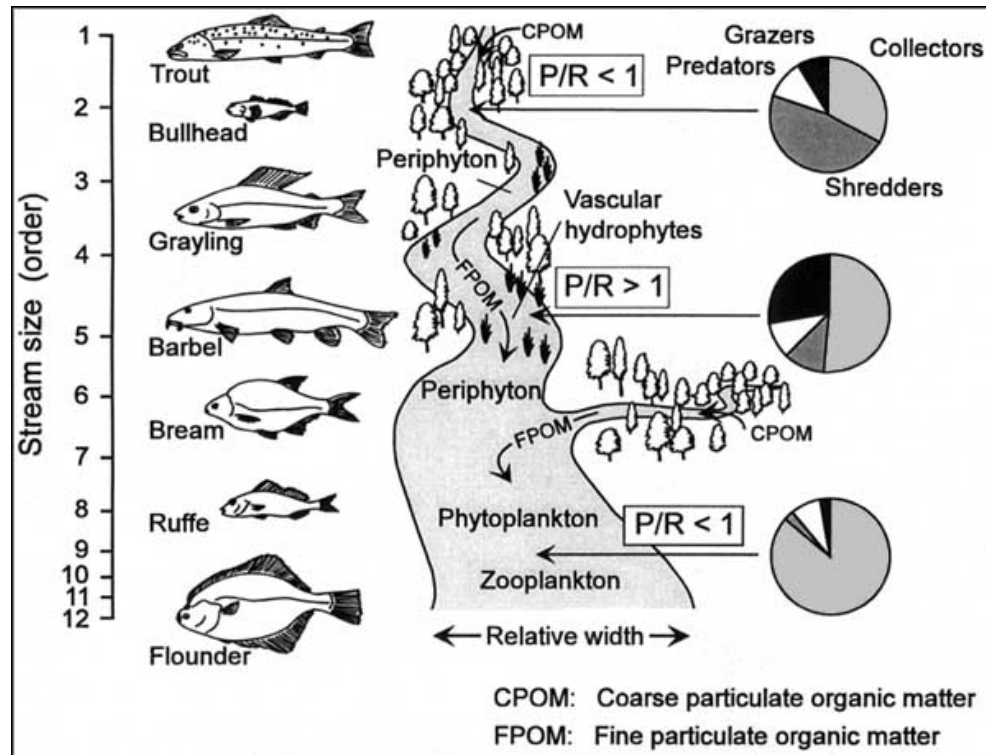 Stream size (order)
1
2
3
4
5
6
7
8
9
10
11
12
Trout
Bullhead
Grayling
Barbel
Bream
Ruffe
Flounder
CPOM
P/R < 1
Periphyton
Vascular
hydrophytes
FPOM
P/R > 1
Periphyton
FPOM
CPOM
Phytoplankton
P/R < 1
Zooplankton
Relative width
Grazers
Collectors
Predators
Shredders
CPOM: Coarse particulate organic matter
FPOM: Fine particulate organic matter